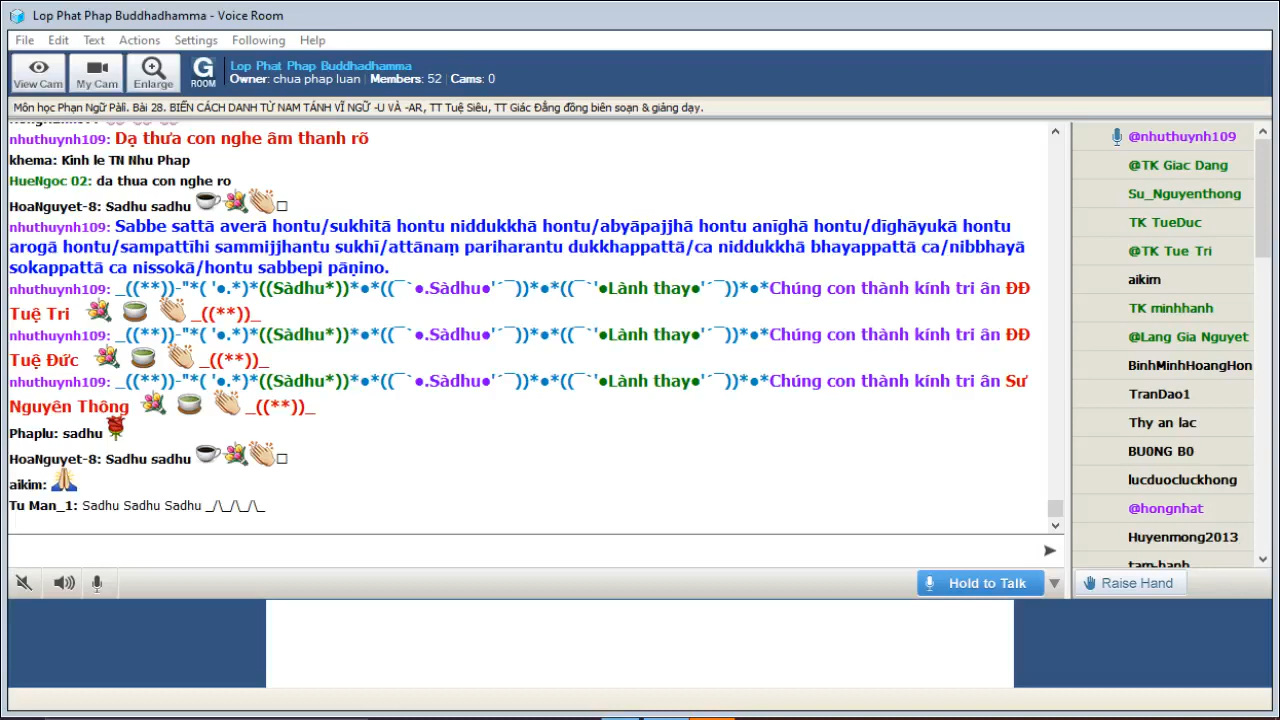 Lop Phat Phap Buddhadhamma - Voice Room
File Edit Text Actions Settings Following Help
View Cam My Cam Enlarge G ROOM
Lop Phat Phap Buddhadhamma
Owner: chua phap luan | Members: 52 | Cams: 0
Môn học Phạn Ngữ Pàli. Bài 28. BIẾN CÁCH DANH TỪ NAM TÁNH VĨ NGỮ -U VÀ -AR, TT Tuệ Siêu, TT Giác Đẳng đồng biên soạn & giảng dạy.
nhuthuynh109: Dạ thưa con nghe âm thanh rõ
khema: Kinh le TN Nhu Phap
HueNgoc 02: da thua con nghe ro
HoaNguyet-8: Sadhu sadhu
nhuthuynh109: Sabbe sattā averā hontu/sukhitā hontu niddukkhā hontu/abyāpajjhā hontu anīghā hontu/dīghāyukā hontu
arogā hontu/sampattīhi sammijjhantu sukhī/attānaṃ pariharantu dukkhappattā/ca niddukkhā bhayappattā ca/nibbhayā
sokappattā ca nissokā/hontu sabbepi pāṇino.
nhuthuynh109: _((**))-"*( '●.*)*((Sàdhu*))*●*((¯`●.Sàdhu●'´¯))*●*((¯`'●Lành thay●'´¯))*●*Chúng con thành kính tri ân ĐĐ
Tuệ Tri _((**))_
nhuthuynh109: _((**))-"*( '●.*)*((Sàdhu*))*●*((¯`●.Sàdhu●'´¯))*●*((¯`'●Lành thay●'´¯))*●*Chúng con thành kính tri ân ĐĐ
Tuệ Đức _((**))_
nhuthuynh109: _((**))-"*( '●.*)*((Sàdhu*))*●*((¯`●.Sàdhu●'´¯))*●*((¯`'●Lành thay●'´¯))*●*Chúng con thành kính tri ân Sư
Nguyên Thông _((**))_
Phaplu: sadhu
HoaNguyet-8: Sadhu sadhu
aikim:
Tu Man_1: Sadhu Sadhu Sadhu _/\_/\_/\_
Hold to Talk
@nhuthuynh109
@TK Giac Dang
Su_Nguyenthong
TK TueDuc
@TK Tue Tri
aikim
TK minhhanh
@Lang Gia Nguyet
BinhMinhHoangHon
TranDao1
Thy an lac
BU0NG B0
lucduocluckhong
@hongnhat
Huyenmong2013
tam-hanh
Raise Hand